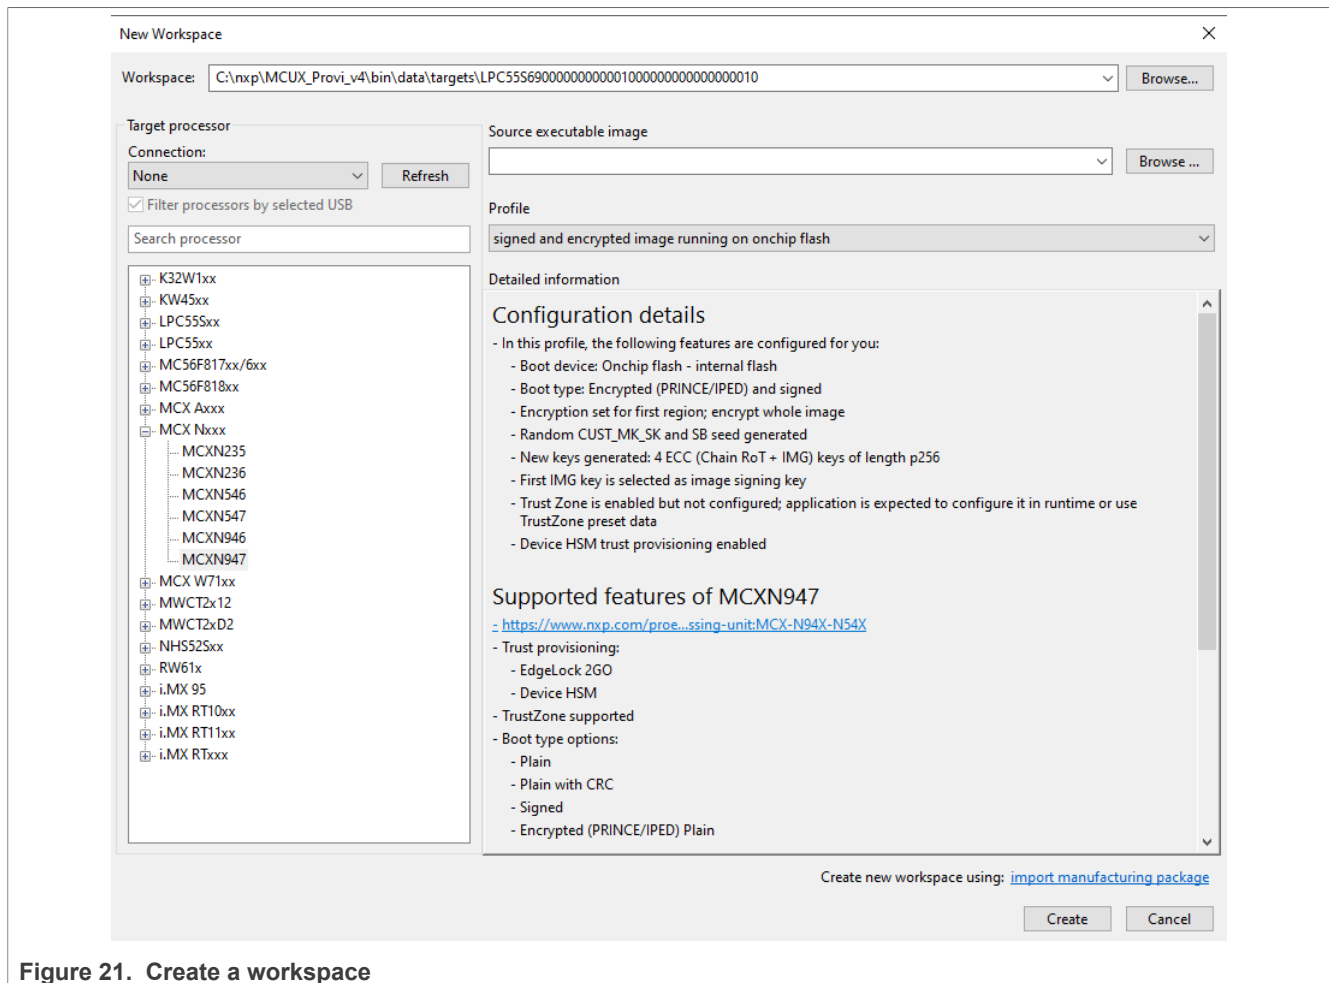 New Workspace
Workspace: C:\nxp\MCUX_Provi_v4\bin\data\targets\LPC55S69000000000001000000000000000010 Browse...
Target processor
Connection:
None Refresh
Filter processors by selected USB
Search processor
K32W1xx
KW45xx
LPC55Sxx
LPC55xx
MC56F817xx/6xx
MC56F818xx
MCX Axxx
MCX Nxxx
MCXN235
MCXN236
MCXN546
MCXN547
MCXN946
MCXN947
MCX W71xx
MWCT2x12
MWCT2xD2
NHS52Sxx
RW61x
i.MX 95
i.MX RT10xx
i.MX RT11xx
i.MX RTxxx
Source executable image
Browse ...
Profile
signed and encrypted image running on onchip flash
Detailed information
Configuration details
- In this profile, the following features are configured for you:
- Boot device: Onchip flash - internal flash
- Boot type: Encrypted (PRINCE/IPED) and signed
- Encryption set for first region; encrypt whole image
- Random CUST_MK_SK and SB seed generated
- New keys generated: 4 ECC (Chain RoT + IMG) keys of length p256
- First IMG key is selected as image signing key
- Trust Zone is enabled but not configured; application is expected to configure it in runtime or use
TrustZone preset data
- Device HSM trust provisioning enabled
Supported features of MCXN947
- https://www.nxp.com/proe...ssing-unit:MCX-N94X-N54X
- Trust provisioning:
- EdgeLock 2GO
- Device HSM
- TrustZone supported
- Boot type options:
- Plain
- Plain with CRC
- Signed
- Encrypted (PRINCE/IPED) Plain
Create new workspace using: import manufacturing package
Create Cancel
Figure 21. Create a workspace